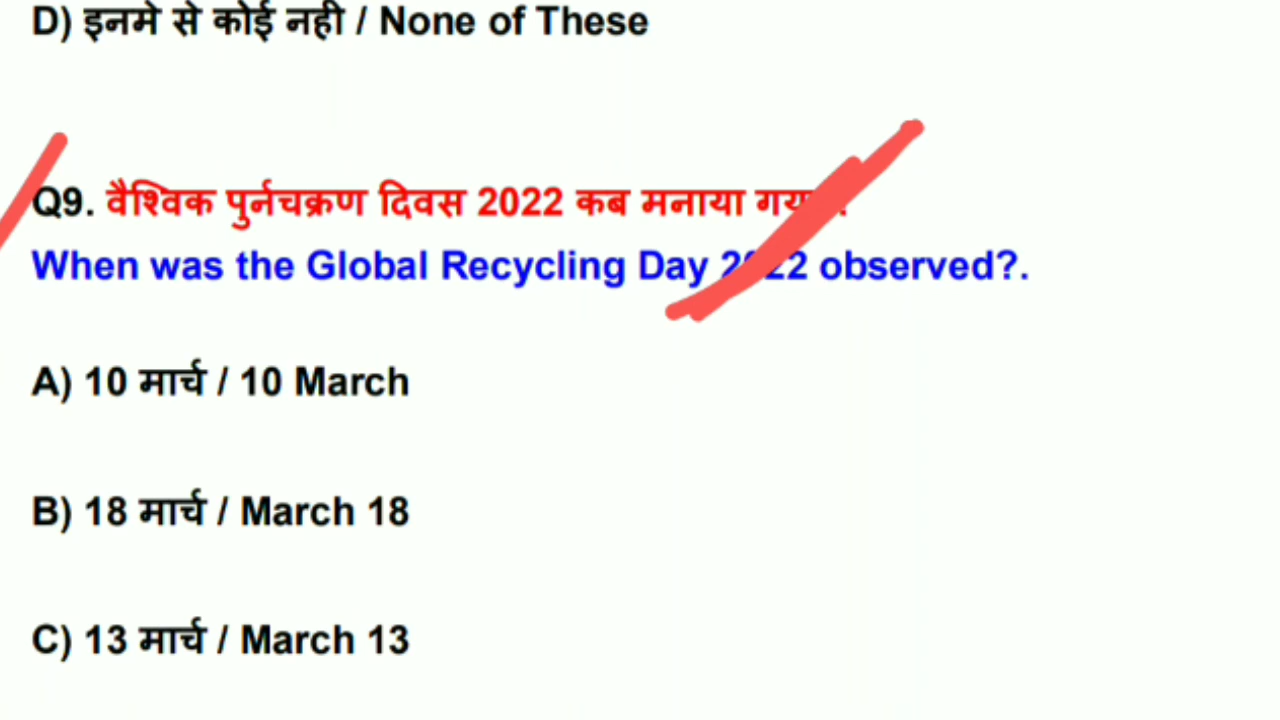 D) इनमे से कोई नही / None of These
Q9. वैश्विक पुर्नचक्रण दिवस 2022 कब मनाया
When was the Global Recycling Day 2022 observed?.
A) 10 मार्च / 10 March
B) 18 मार्च / March 18
C) 13 मार्च / March 13